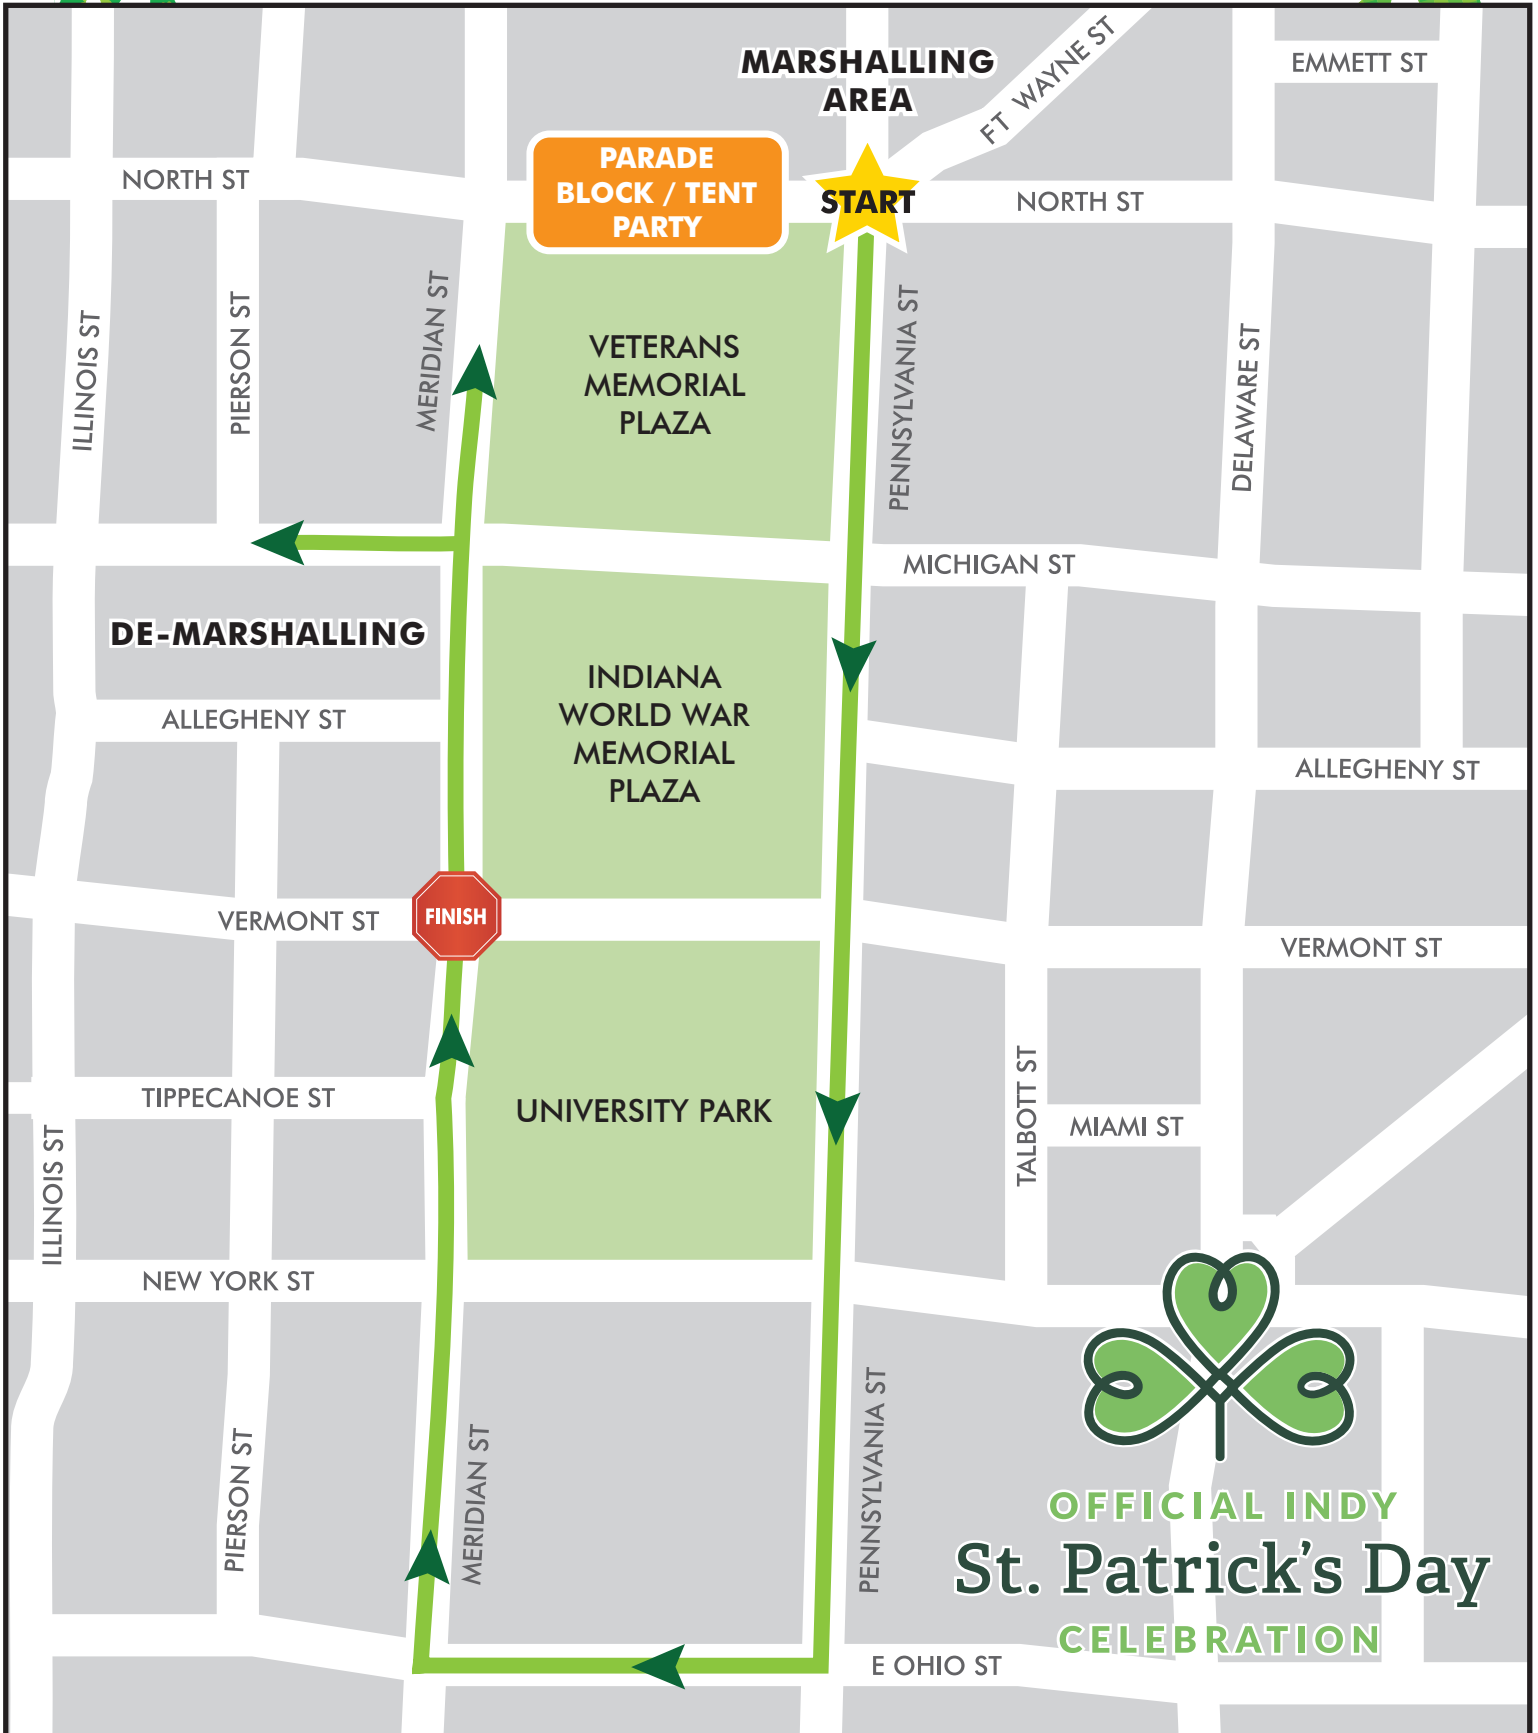 MARSHALLING
AREA
FT WAYNE ST
EMMETT ST
NORTH ST
PARADE
BLOCK / TENT
PARTY
START
NORTH ST
ILLINOIS ST
PIERSON ST
MERIDIAN ST
VETERANS
MEMORIAL
PLAZA
PENNSYLVANIA ST
DELAWARE ST
MICHIGAN ST
DE-MARSHALLING
INDIANA
WORLD WAR
MEMORIAL
PLAZA
ALLEGHENY ST
ALLEGHENY ST
VERMONT ST
FINISH
VERMONT ST
TIPPECANOE ST
UNIVERSITY PARK
TALBOTT ST
MIAMI ST
ILLINOIS ST
NEW YORK ST
PIERSON ST
MERIDIAN ST
PENNSYLVANIA ST
OFFICIAL INDY
St. Patrick's Day
CELEBRATION
E OHIO ST